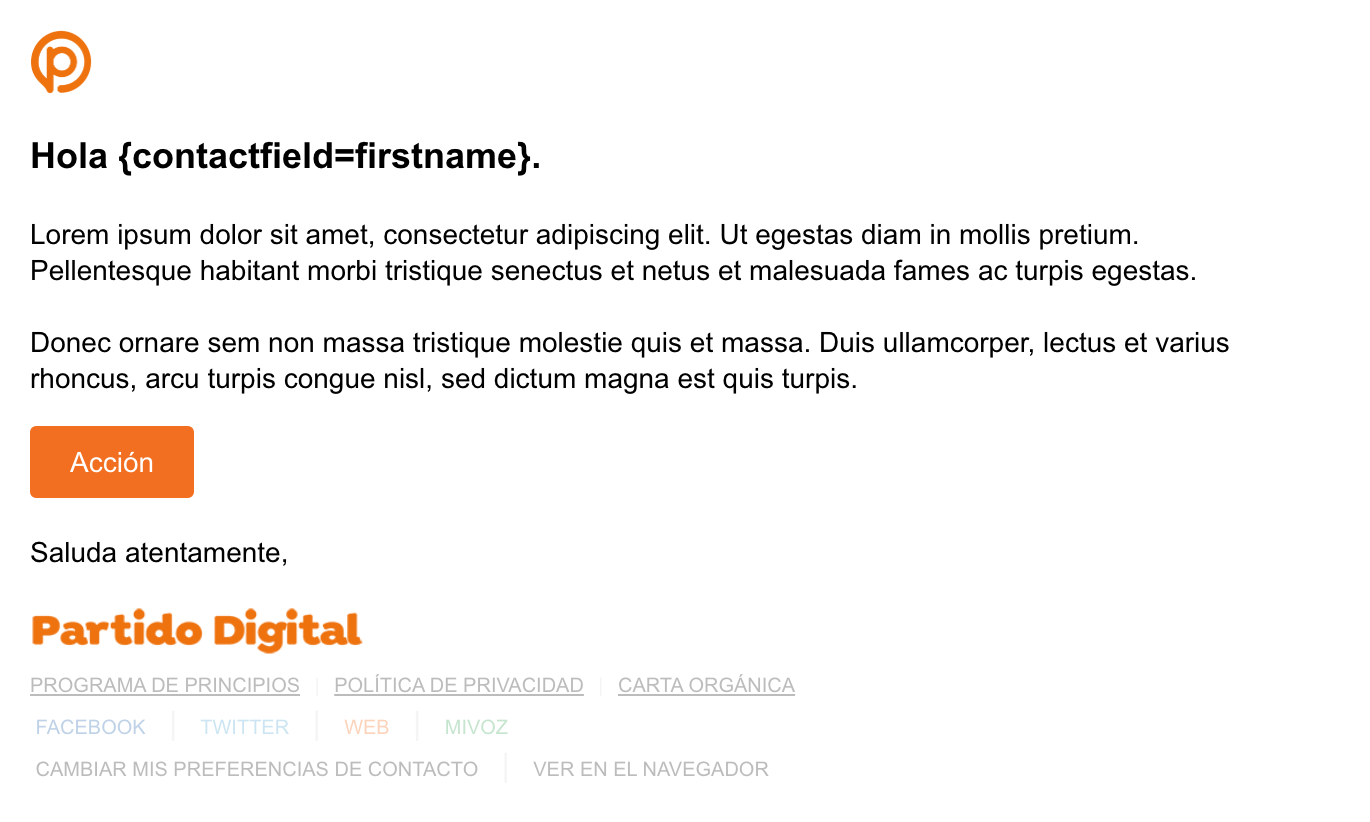 Hola {contactfield=firstname}.
Lorem ipsum dolor sit amet, consectetur adipiscing elit. Ut egestas diam in mollis pretium.
Pellentesque habitant morbi tristique senectus et netus et malesuada fames ac turpis egestas.
Donec ornare sem non massa tristique molestie quis et massa. Duis ullamcorper, lectus et varius
rhoncus, arcu turpis congue nisl, sed dictum magna est quis turpis.
Acción
Saluda atentamente,
Partido Digital
PROGRAMA DE PRINCIPIOS | POLÍTICA DE PRIVACIDAD | CARTA ORGÁNICA
FACEBOOK | TWITTER | WEB | MIVOZ
CAMBIAR MIS PREFERENCIAS DE CONTACTO | VER EN EL NAVEGADOR